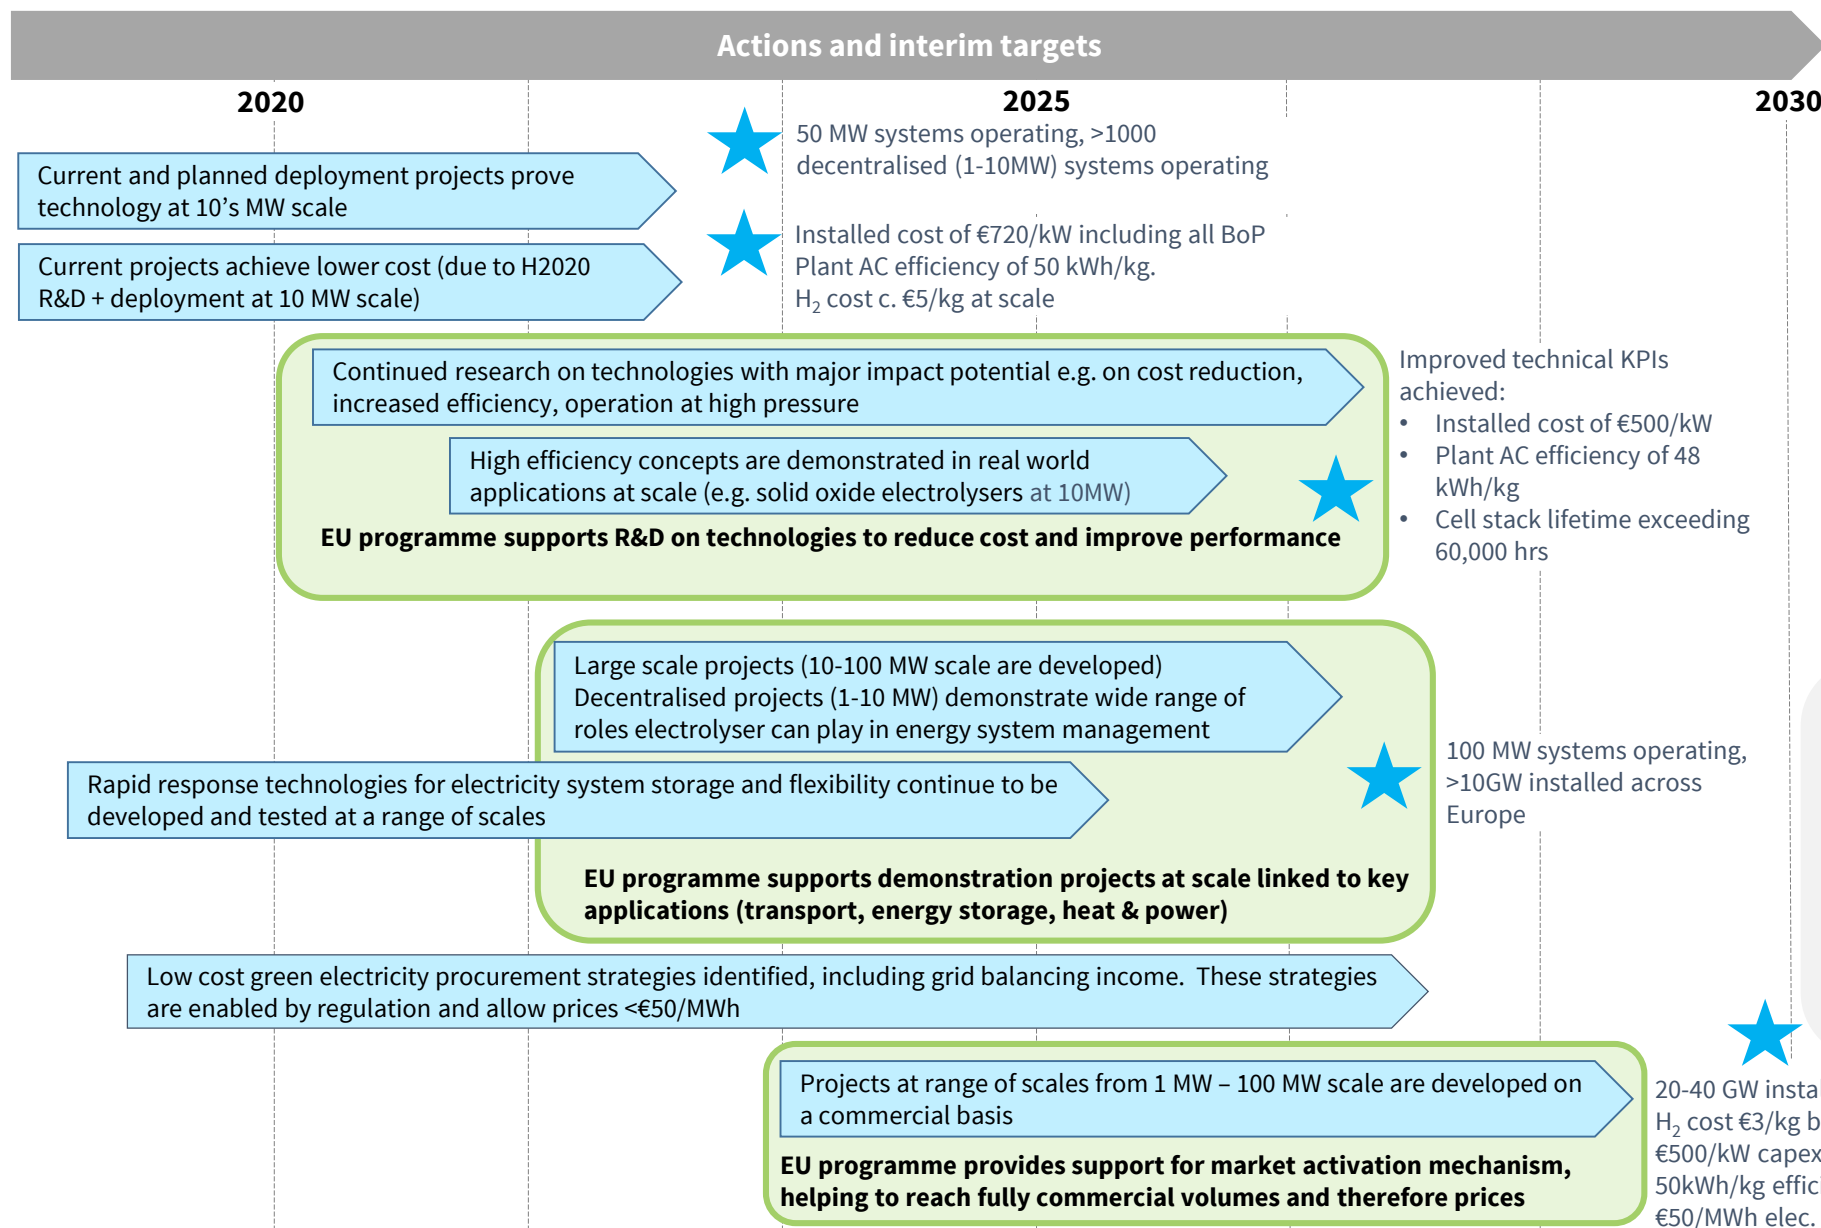 Actions and interim targets
2020
2025
2030
50 MW systems operating, >1000
decentralised (1-10MW) systems operating
Current and planned deployment projects prove
technology at 10’s MW scale
Installed cost of €720/kW including all BoP
Plant AC efficiency of 50 kWh/kg.
H₂ cost c. €5/kg at scale
Current projects achieve lower cost (due to H2020
R&D + deployment at 10 MW scale)
Continued research on technologies with major impact potential e.g. on cost reduction,
increased efficiency, operation at high pressure
High efficiency concepts are demonstrated in real world
applications at scale (e.g. solid oxide electrolysers at 10MW)
EU programme supports R&D on technologies to reduce cost and improve performance
Improved technical KPIs
achieved:
• Installed cost of €500/kW
• Plant AC efficiency of 48
kWh/kg
• Cell stack lifetime exceeding
60,000 hrs
Large scale projects (10-100 MW scale are developed)
Decentralised projects (1-10 MW) demonstrate wide range of
roles electrolyser can play in energy system management
Rapid response technologies for electricity system storage and flexibility continue to be
developed and tested at a range of scales
100 MW systems operating,
>10GW installed across
Europe
EU programme supports demonstration projects at scale linked to key
applications (transport, energy storage, heat & power)
Low cost green electricity procurement strategies identified, including grid balancing income. These strategies
are enabled by regulation and allow prices <€50/MWh
Projects at range of scales from 1 MW – 100 MW scale are developed on
a commercial basis
EU programme provides support for market activation mechanism,
helping to reach fully commercial volumes and therefore prices
20-40 GW
H₂ cost €3/kg
€500/kW capex
50kWh/kg
€50/MWh elec.